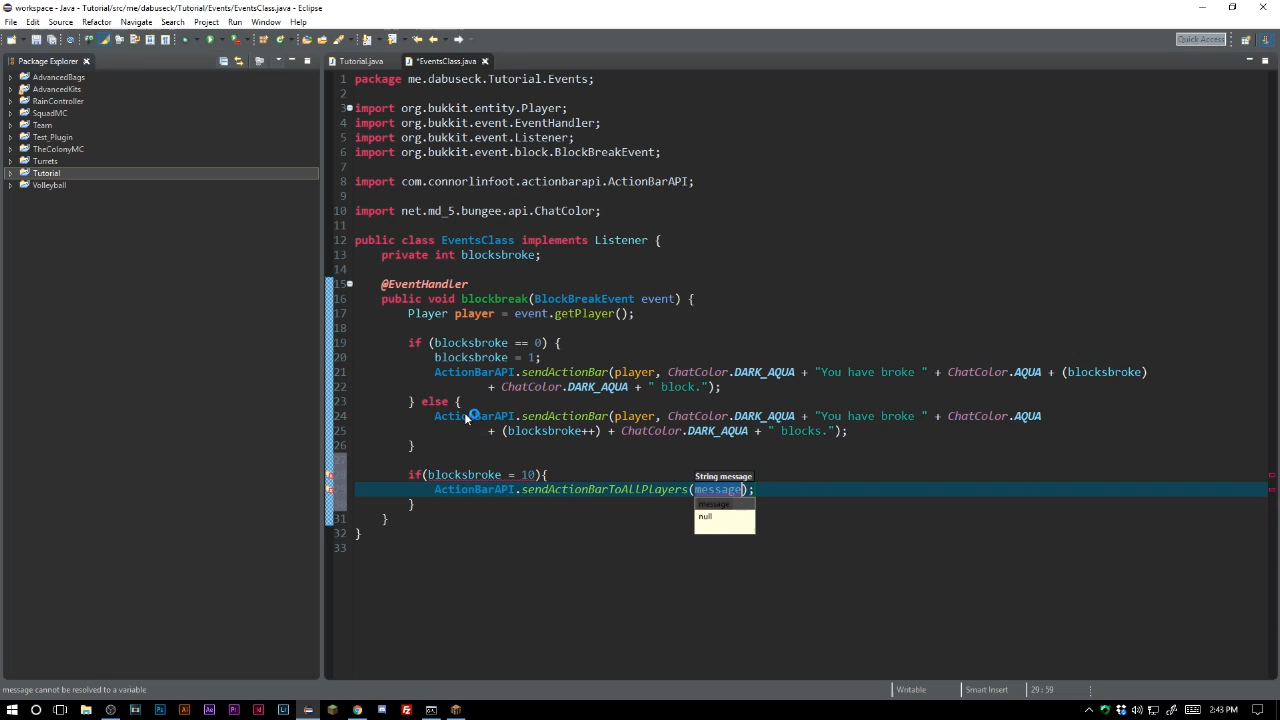 workspace - Java - Tutorial/src/me/dabuseck/Tutorial/Events/EventsClass.java - Eclipse
File Edit Source Refactor Navigate Search Project Run Window Help
Quick Access
Package Explorer
Tutorial.java
*EventsClass.java
AdvancedBags
AdvancedKits
RainController
SquadMC
Team
Test_Plugin
TheColonyMC
Turrets
Tutorial
Volleyball
1 package me.dabuseck.Tutorial.Events;
3 import org.bukkit.entity.Player;
4 import org.bukkit.event.EventHandler;
5 import org.bukkit.event.Listener;
6 import org.bukkit.event.block.BlockBreakEvent;
7
8 import com.connorlinfoot.actionbarapi.ActionBarAPI;
9
10 import net.md_5.bungee.api.ChatColor;
11
12 public class EventsClass implements Listener {
13 private int blocksbroke;
14
15 @EventHandler
16 public void blockbreak(BlockBreakEvent event) {
17 Player player = event.getPlayer();
18
19 if (blocksbroke == 0) {
20 blocksbroke = 1;
21 ActionBarAPI.sendActionBar(player, ChatColor.DARK_AQUA + "You have broke " + ChatColor.AQUA + (blocksbroke)
22 + ChatColor.DARK_AQUA + " block.");
23 } else {
24 ActionBarAPI.sendActionBar(player, ChatColor.DARK_AQUA + "You have broke " + ChatColor.AQUA
25 + (blocksbroke++) + ChatColor.DARK_AQUA + " blocks.");
26 }
27
if(blocksbroke = 10){
String message
ActionBarAPI.sendActionBarToAllPlayers(message);
}
message
null
31 }
32 }
33
message cannot be resolved to a variable
Writable
Smart Insert
29 : 59
2:43 PM